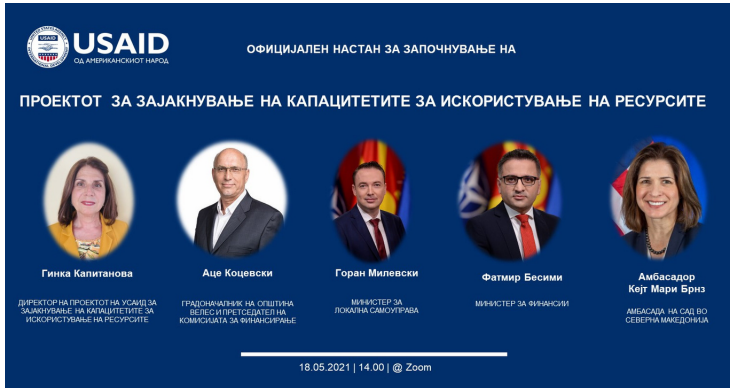 USAID
USAID
ОД АМЕРИКАНСКИОТ НАРОД
ОФИЦИЈАЛЕН НАСТАН ЗА ЗАПОЧНУВАЊЕ НА
ПРОЕКТОТ ЗА ЗАЈАКНУВАЊЕ НА КАПАЦИТЕТИТЕ ЗА ИСКОРИСТУВАЊЕ НА РЕСУРСИТЕ
Гинка Капитанова
ДИРЕКТОР НА ПРОЕКТОТ НА УСАИД ЗА
ЗАЈАКНУВАЊЕ НА КАПАЦИТЕТИТЕ ЗА
ИСКОРИСТУВАЊЕ НА РЕСУРСИТЕ
Аце Коцевски
ГРАДОНАЧАЛНИК НА ОПШТИНА
ВЕЛЕС И ПРЕТСЕДАТЕЛ НА
КОМИСИЈАТА ЗА ФИНАНСИРАЊЕ
Горан Милевски
МИНИСТЕР ЗА
ЛОКАЛНА САМОУПРАВА
Фатмир Бесими
МИНИСТЕР ЗА ФИНАНСИИ
Амбасадор
Кејт Мари Брнз
АМБАСАДА НА САД ВО
СЕВЕРНА МАКЕДОНИЈА
18.05.2021 | 14.00 | @ Zoom